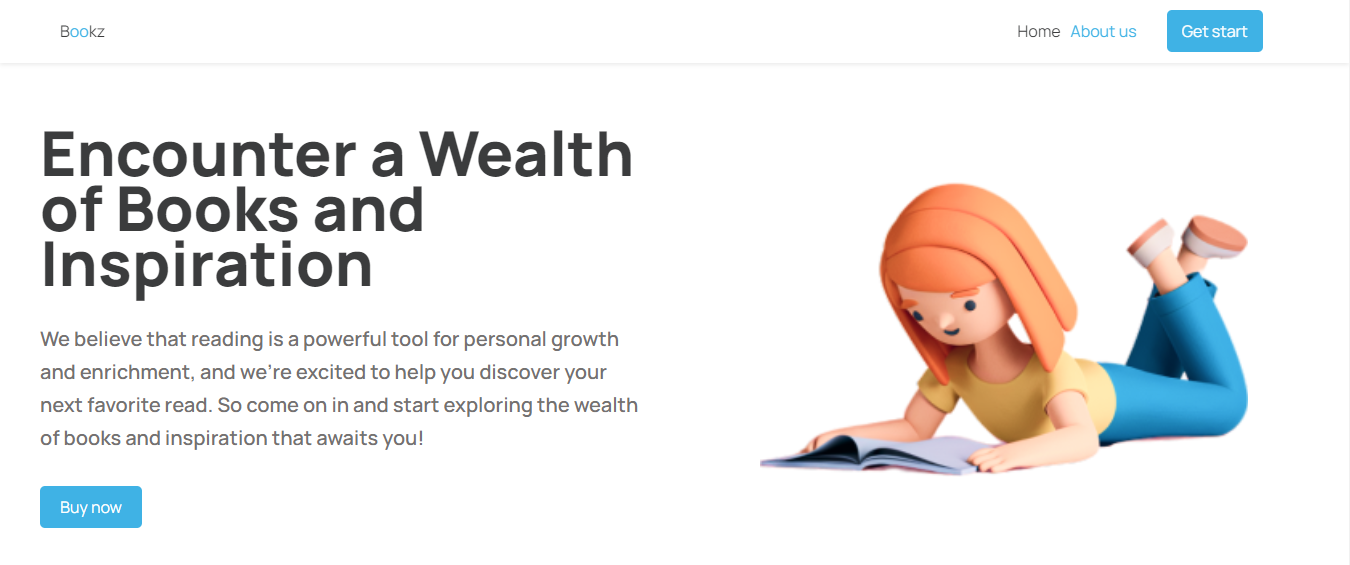 Bookz
Home About us Get start
Encounter a Wealth
of Books and
Inspiration
We believe that reading is a powerful tool for personal growth
and enrichment, and we're excited to help you discover your
next favorite read. So come on in and start exploring the wealth
of books and inspiration that awaits you!
Buy now